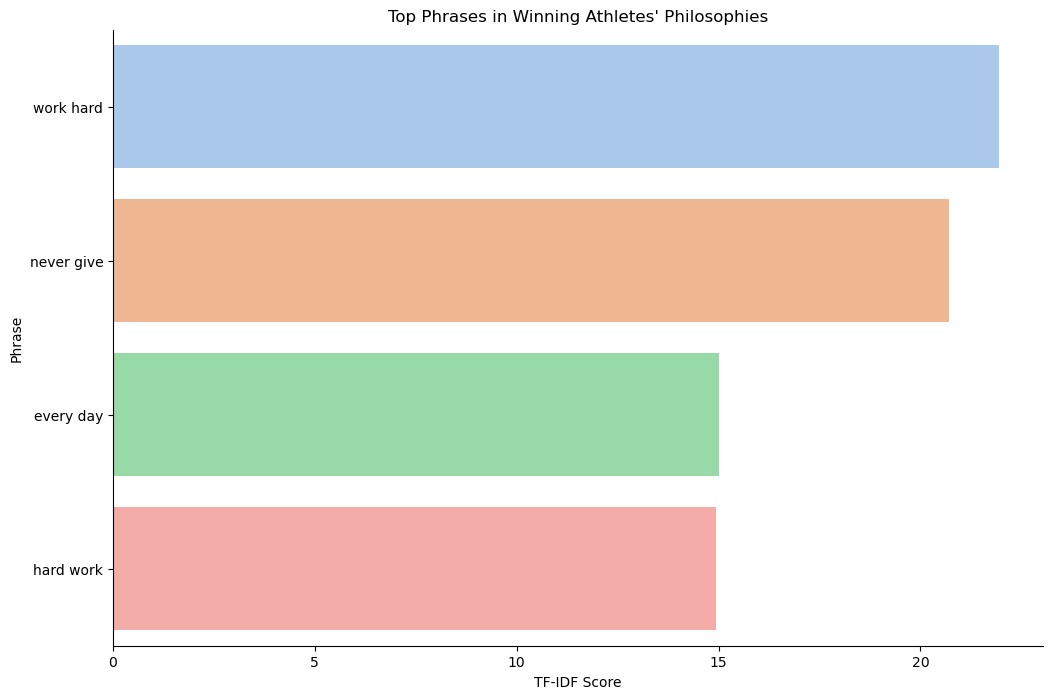 Top Phrases in Winning Athletes' Philosophies
work hard
never give
every day
hard work
Phrase
0 5 10 15 20
TF-IDF Score